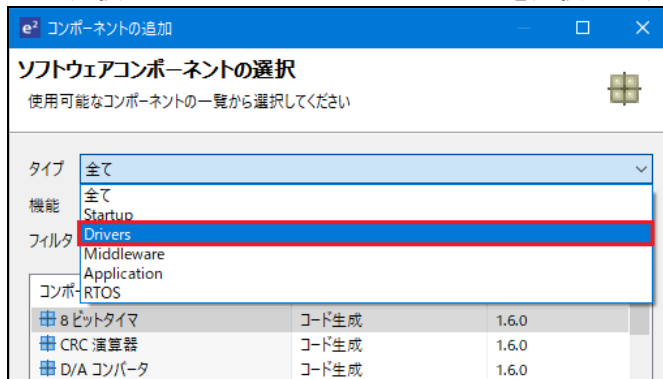 e² コンポーネントの追加
ソフトウェアコンポーネントの選択
使用可能なコンポーネントの一覧から選択してください
タイプ 全て
機能 全て
Startup
フィルタ Drivers
Middleware
Application
コンポ- RTOS
8 ビットタイマ コード生成 1.6.0
CRC 演算器 コード生成 1.6.0
D/A コンバータ コード生成 1.6.0